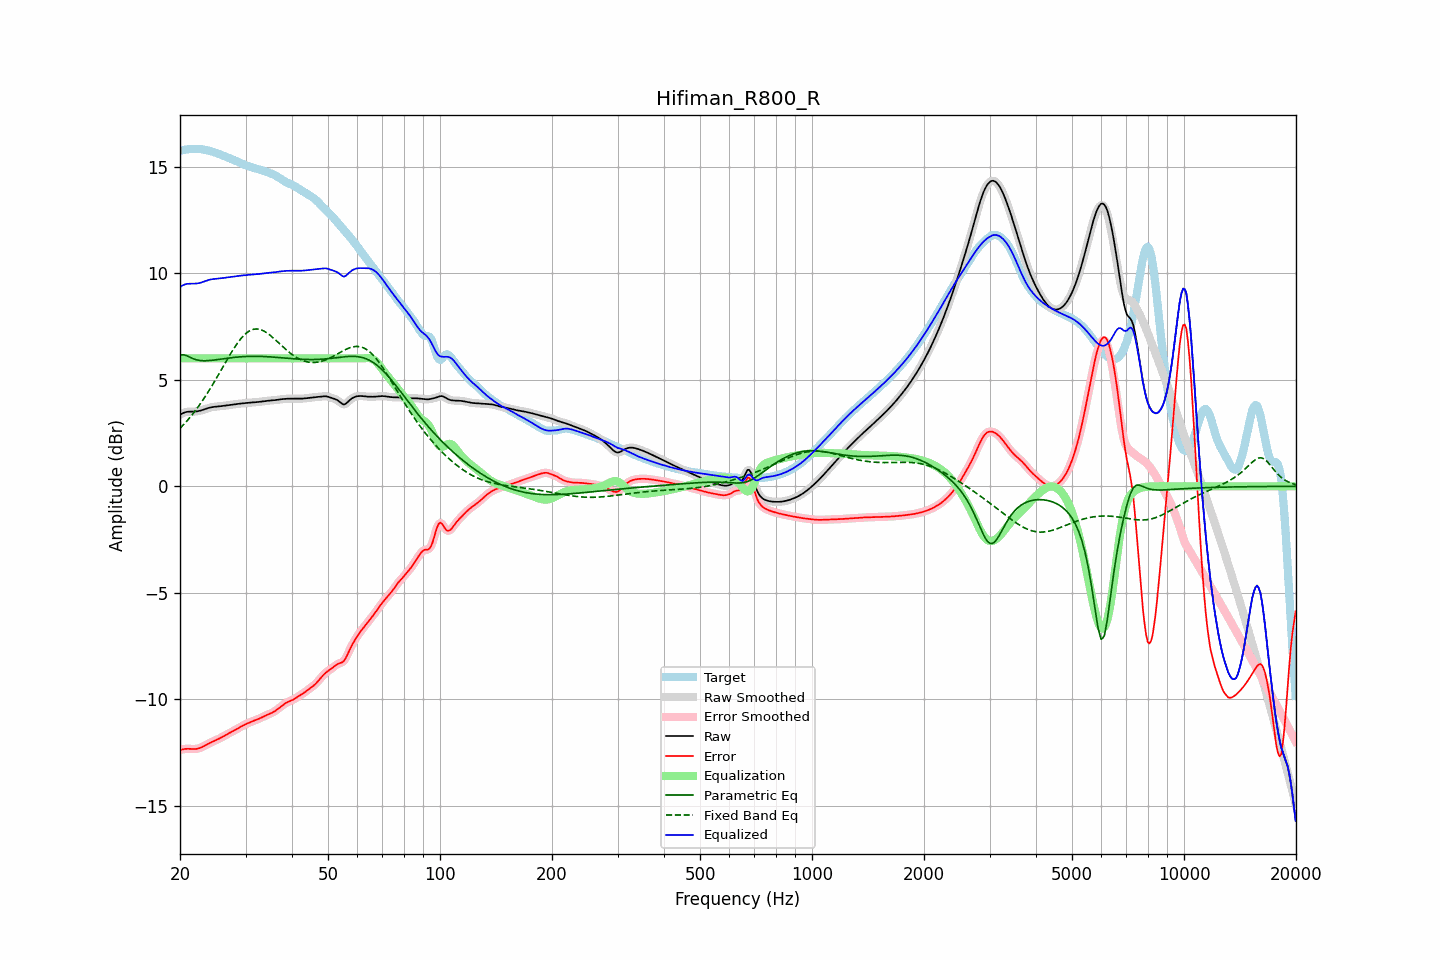 Hifiman_R800_R
15
10
5
0
−5
−10
−15
Amplitude (dBr)
Target
Raw Smoothed
Error Smoothed
Raw
Error
Equalization
Parametric Eq
Fixed Band Eq
Equalized
20 50 100 200 500 1000 2000 5000 10000 20000
Frequency (Hz)